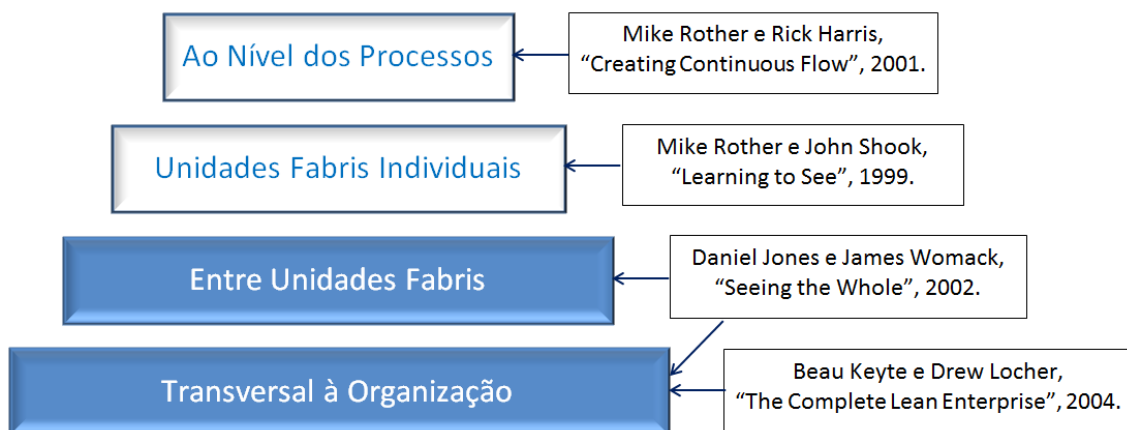 Ao Nível dos Processos
Mike Rother e Rick Harris,
“Creating Continuous Flow”, 2001.
Unidades Fabris Individuais
Mike Rother e John Shook,
“Learning to See”, 1999.
Entre Unidades Fabris
Daniel Jones e James Womack,
“Seeing the Whole”, 2002.
Transversal à Organização
Beau Keyte e Drew Locher,
“The Complete Lean Enterprise”, 2004.